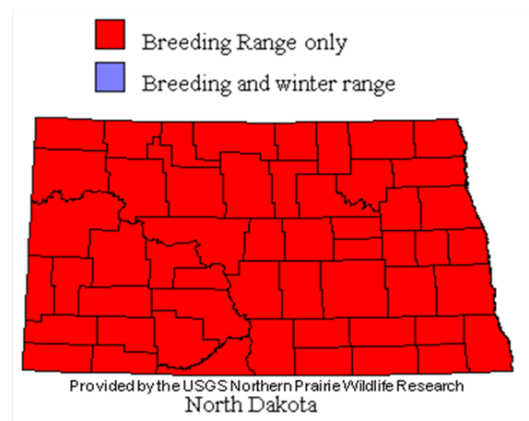 Breeding Range only
Breeding and winter range
Provided by the USGS Northern Prairie Wildlife Research
North Dakota